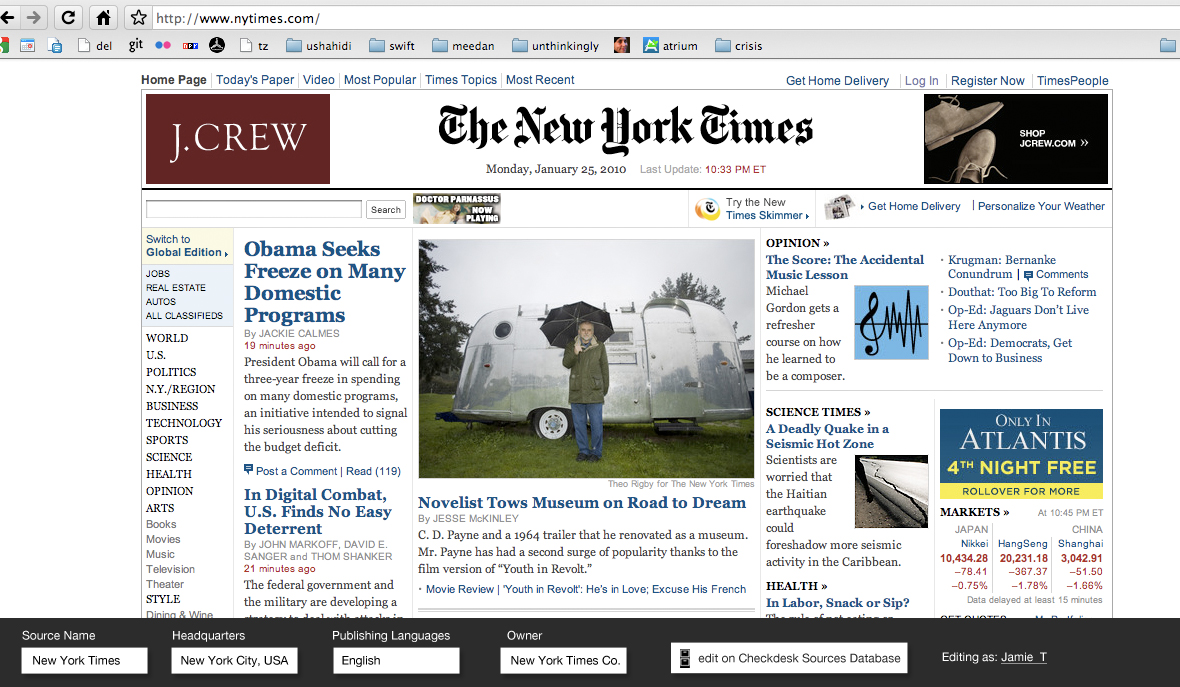 http://www.nytimes.com/
del git tz ushahidi swift meedan unthinkingly atrium crisis
Home Page Today's Paper Video Most Popular Times Topics Most Recent
Get Home Delivery Log In Register Now TimesPeople
J.CREW
The New York Times
Monday, January 25, 2010 Last Update: 10:33 PM ET
SHOP
JCREW.COM »
Search
DOCTOR PARNASSUS
NOW
PLAYING
Try the New
Times Skimmer
Get Home Delivery Personalize Your Weather
Switch to
Global Edition
JOBS
REAL ESTATE
AUTOS
ALL CLASSIFIEDS
WORLD
U.S.
POLITICS
N.Y./REGION
BUSINESS
TECHNOLOGY
SPORTS
SCIENCE
HEALTH
OPINION
ARTS
Books
Movies
Music
Television
Theater
STYLE
Dining & Wine
Obama Seeks
Freeze on Many
Domestic
Programs
By JACKIE CALMES
19 minutes ago
President Obama will call for a
three-year freeze in spending
on many domestic programs,
an initiative intended to signal
his seriousness about cutting
the budget deficit.
Post a Comment | Read (119)
In Digital Combat,
U.S. Finds No Easy
Deterrent
By JOHN MARKOFF, DAVID E.
SANGER and THOM SHANKER
21 minutes ago
The federal government and
the military are developing a
strategy to deal with attacks in
Theo Rigby for The New York Times
Novelist Tows Museum on Road to Dream
By JESSE McKINLEY
C. D. Payne and a 1964 trailer that he renovated as a museum.
Mr. Payne has had a second surge of popularity thanks to the
film version of “Youth in Revolt.”
· Movie Review | 'Youth in Revolt': He's in Love; Excuse His French
OPINION »
The Score: The Accidental
Music Lesson
Michael
Gordon gets a
refresher
course on how
he learned to
be a composer.
· Krugman: Bernanke
Conundrum | Comments
· Douthat: Too Big To Reform
· Op-Ed: Jaguars Don’t Live
Here Anymore
· Op-Ed: Democrats, Get
Down to Business
SCIENCE TIMES »
A Deadly Quake in a
Seismic Hot Zone
Scientists are
worried that
the Haitian
earthquake
could
foreshadow more seismic
activity in the Caribbean.
HEALTH »
In Labor, Snack or Sip?
The rule of not eating or
ONLY IN
ATLANTIS
4TH NIGHT FREE
ROLLOVER FOR MORE
MARKETS » At 10:45 PM ET
JAPAN CHINA
Nikkei HangSeng Shanghai
10,434.28 20,231.18 3,042.91
−78.41 −367.37 −51.50
−0.75% −1.78% −1.66%
Data delayed at least 15 minutes
GET QUOTES My Portfolios
Source Name Headquarters Publishing Languages Owner
New York Times New York City, USA English New York Times Co.
edit on Checkdesk Sources Database
Editing as: Jamie_T